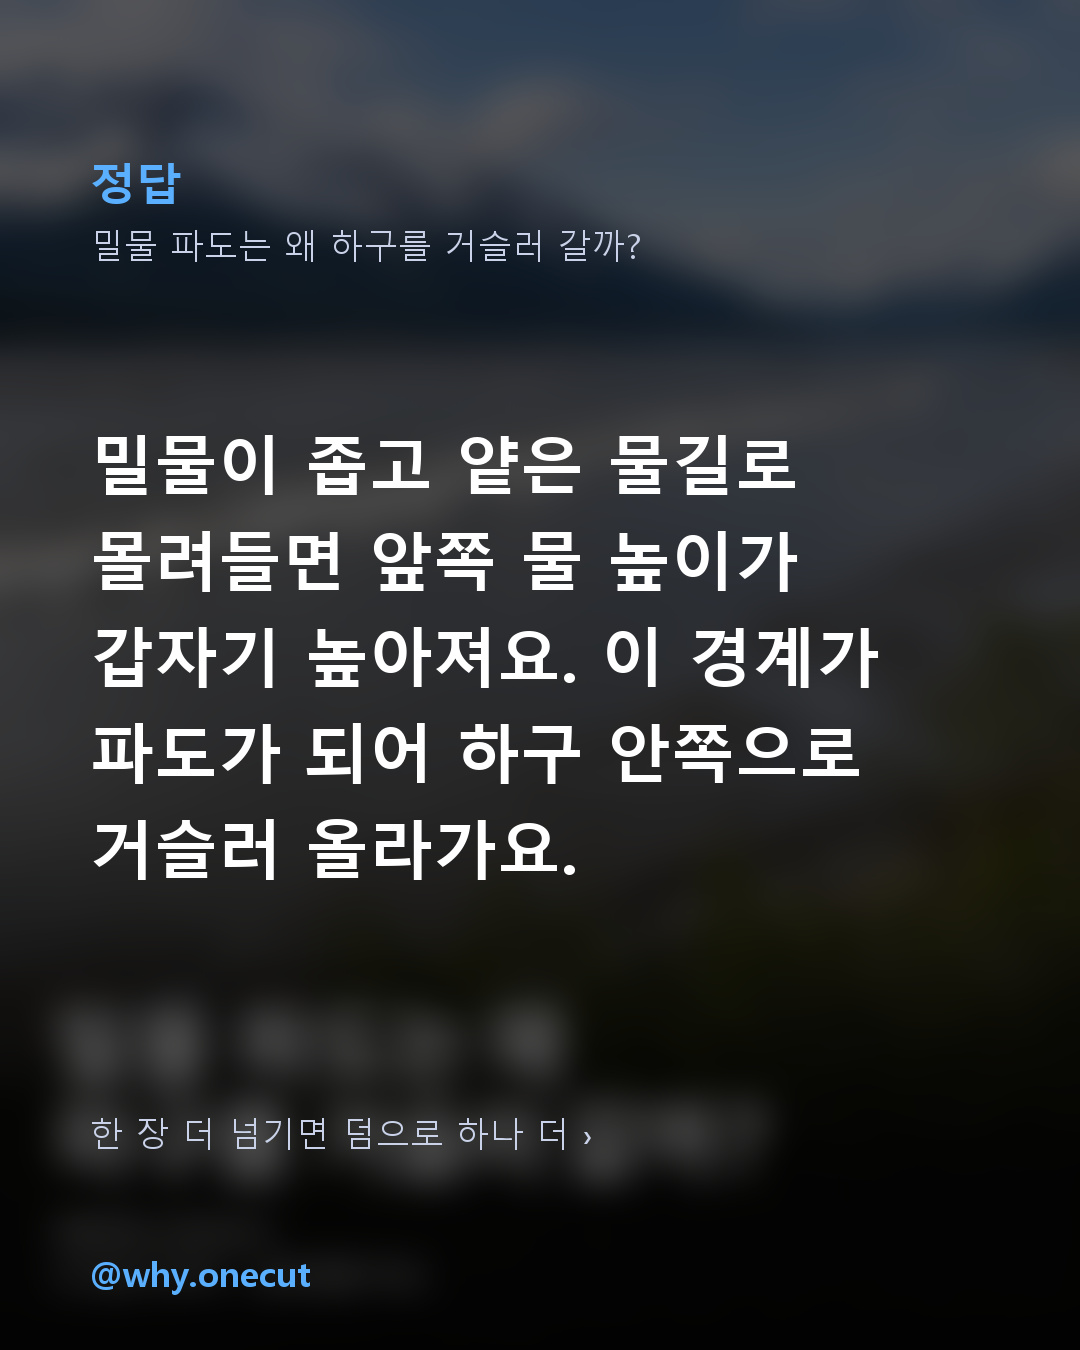 정답
밀물 파도는 왜 하구를 거슬러 갈까?
밀물이 좁고 얕은 물길로
몰려들면 앞쪽 물 높이가
갑자기 높아져요. 이 경계가
파도가 되어 하구 안쪽으로
거슬러 올라가요.
한 장 더 넘기면 덤으로 하나 더 ›
@why.onecut